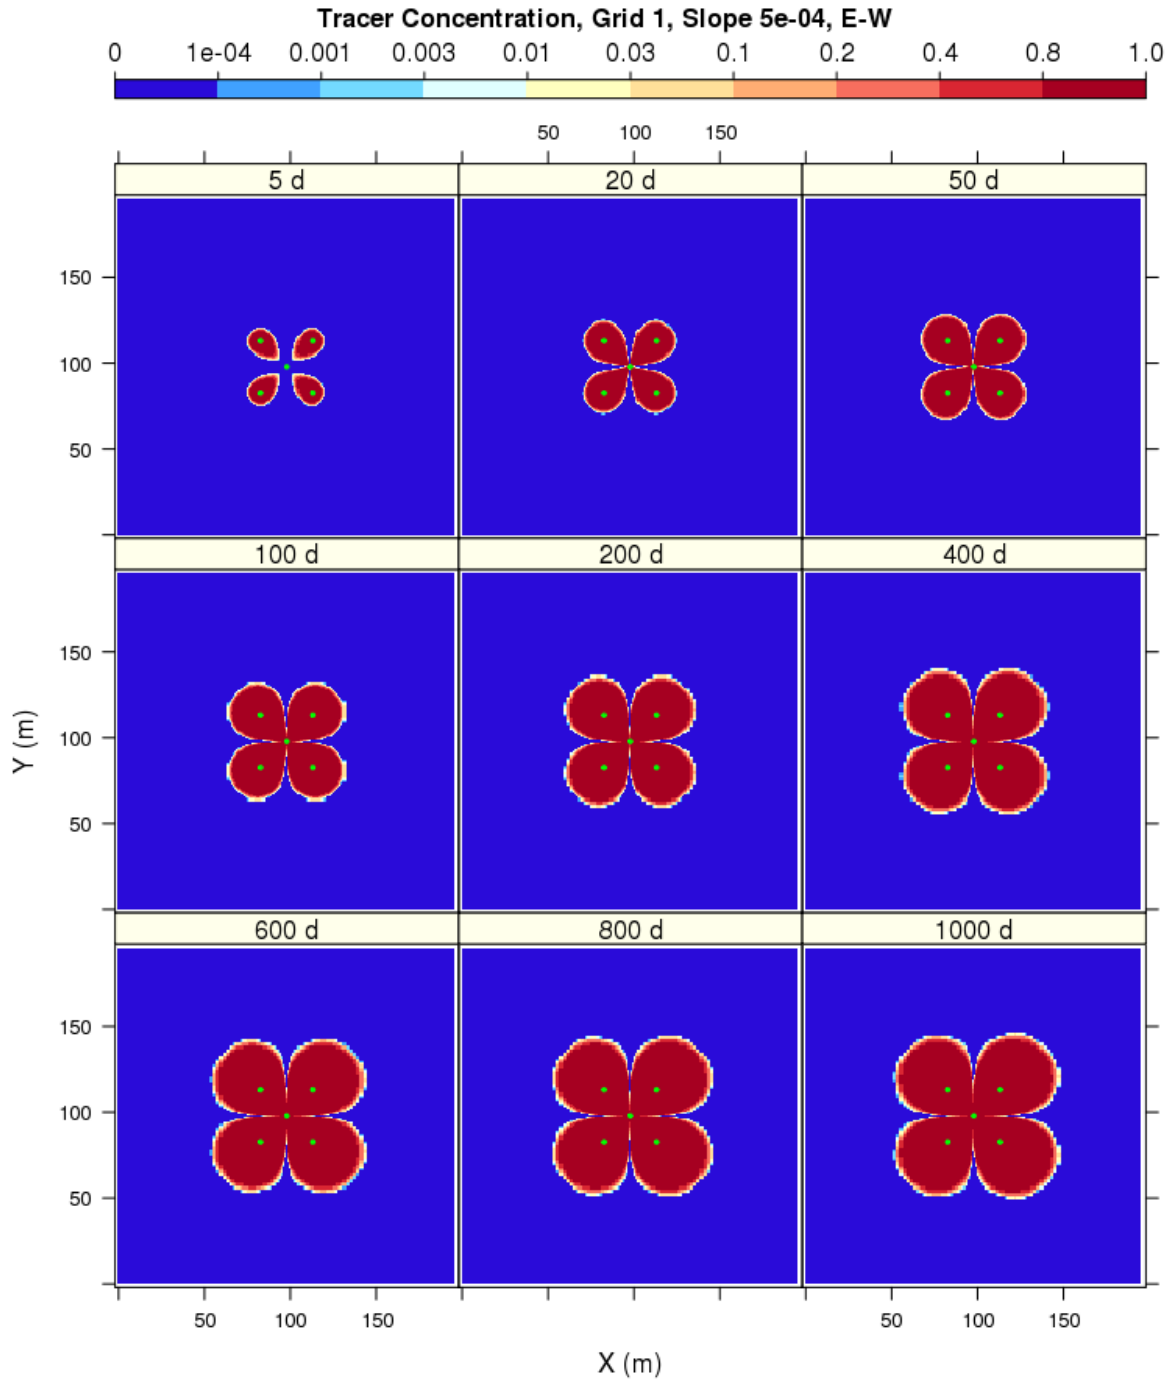 Tracer Concentration, Grid 1, Slope 5e-04, E-W
0 1e-04 0.001 0.003 0.01 0.03 0.1 0.2 0.4 0.8 1.0
50 100 150
5 d 20 d 50 d
150
100
50
100 d 200 d 400 d
150
100
50
600 d 800 d 1000 d
150
100
50
50 100 150 50 100 150
X (m)
Y (m)